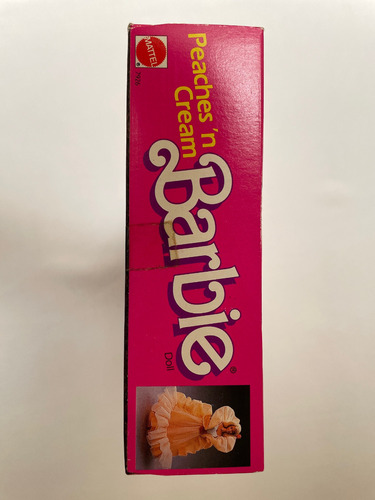 MATTEL
Peaches 'n
Cream
Barbie®
Doll